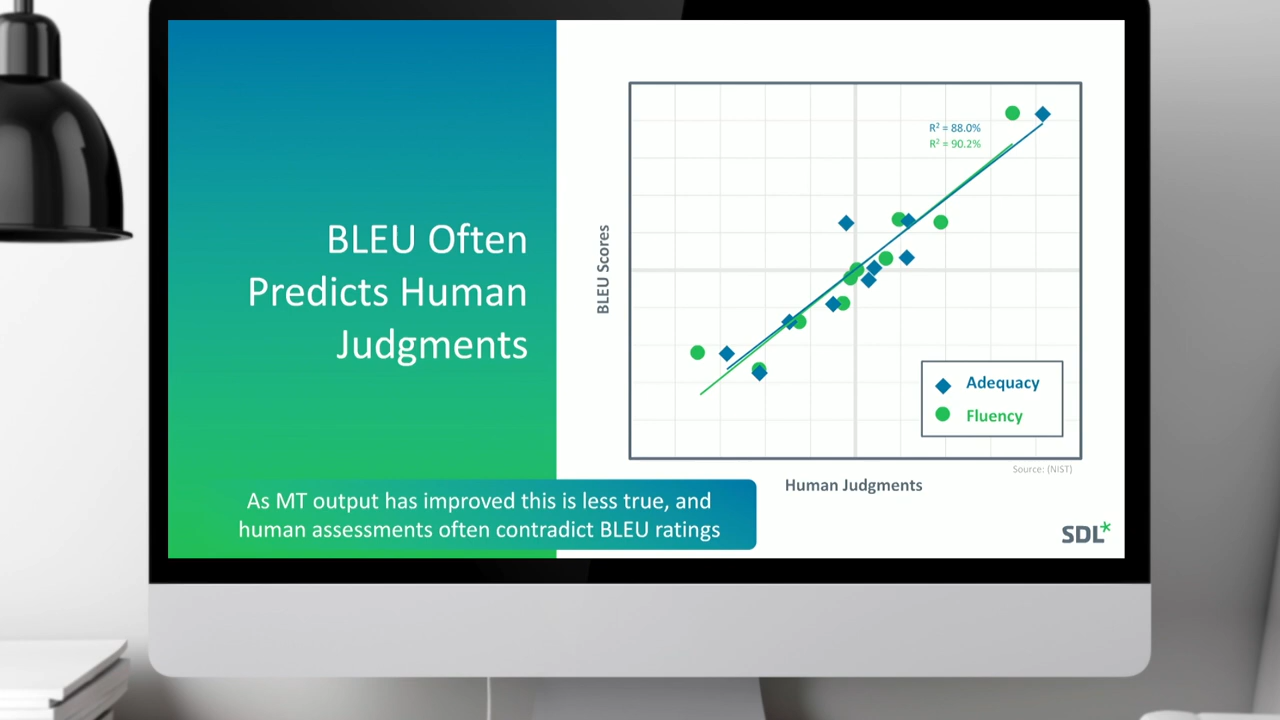 BLEU Often
Predicts Human
Judgments
As MT output has improved this is less true, and
human assessments often contradict BLEU ratings
BLEU Scores
R² = 88.0%
R² = 90.2%
Adequacy
Fluency
Source: (NIST)
Human Judgments
SDL*